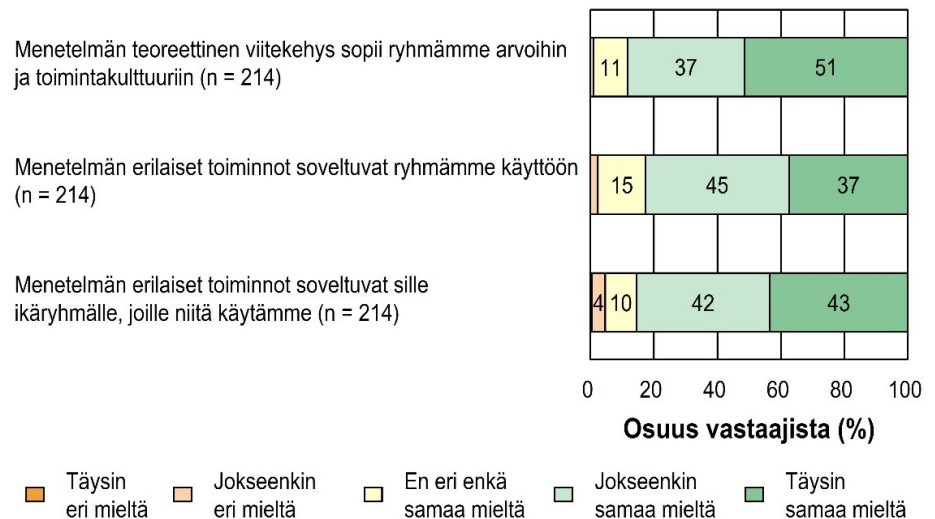 Menetelmän teoreettinen viitekehys sopii ryhmämme arvoihin
ja toimintakulttuuriin (n = 214)
11 37 51
Menetelmän erilaiset toiminnot soveltuvat ryhmämme käyttöön
(n = 214)
15 45 37
Menetelmän erilaiset toiminnot soveltuvat sille
ikäryhmälle, joille niitä käytämme (n = 214)
4 10 42 43
0 20 40 60 80 100
Osuus vastaajista (%)
Täysin
eri mieltä
Jokseenkin
eri mieltä
En eri enkä
samaa mieltä
Jokseenkin
samaa mieltä
Täysin
samaa mieltä